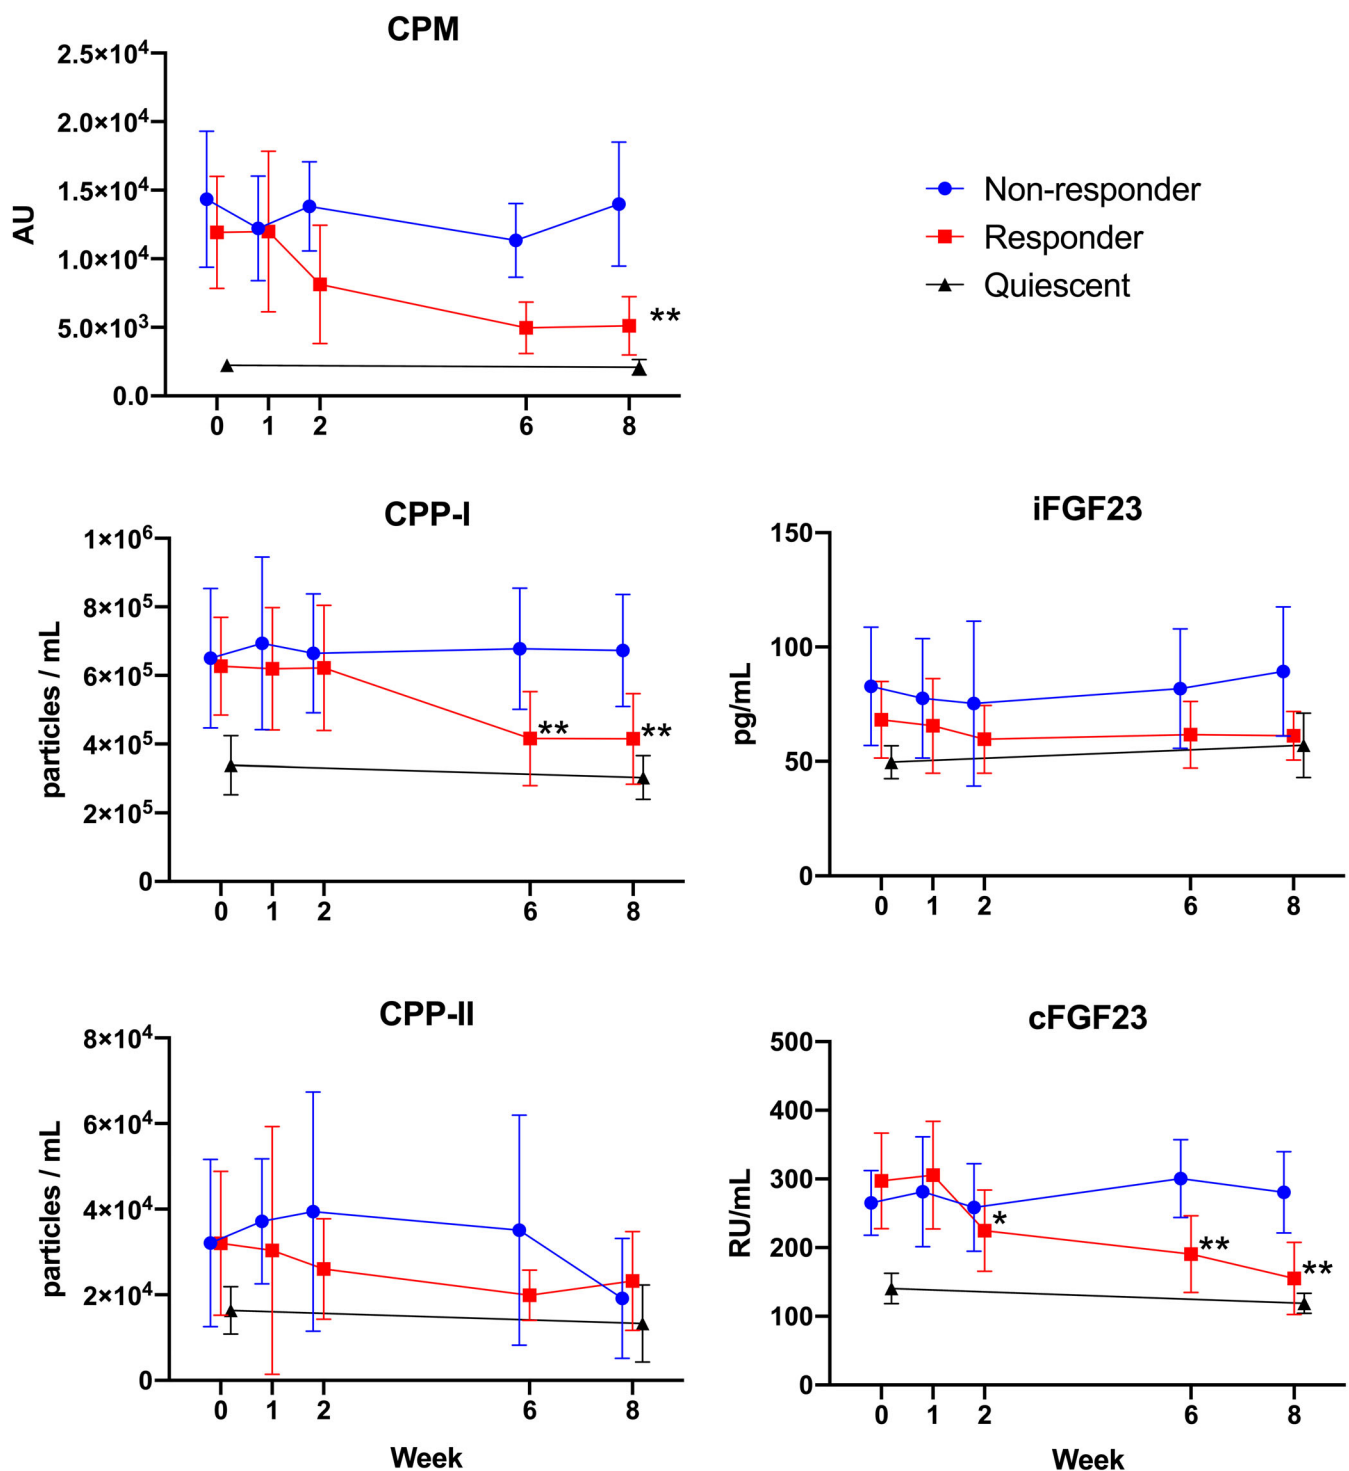 CPM
2.5×10⁴
2.0×10⁴
1.5×10⁴
1.0×10⁴
5.0×10³
0.0
AU
**
0 1 2 6 8
Non-responder
Responder
Quiescent
CPP-I
1×10⁶
8×10⁵
6×10⁵
4×10⁵
2×10⁵
0
particles / mL
** **
0 1 2 6 8
iFGF23
150
100
50
0
pg/mL
0 1 2 6 8
CPP-II
8×10⁴
6×10⁴
4×10⁴
2×10⁴
0
particles / mL
0 1 2 6 8
Week
cFGF23
500
400
300
200
100
0
RU/mL
* ** **
0 1 2 6 8
Week